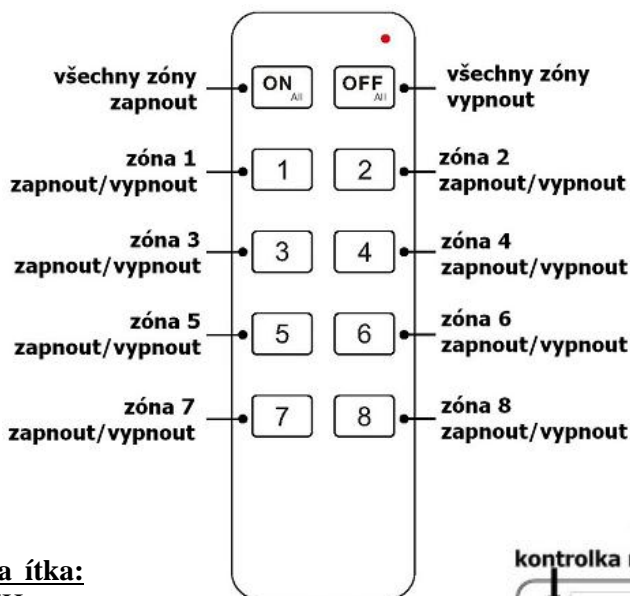 všechny zóny
zapnout
ON
All
OFF
All
všechny zóny
vypnout
zóna 1
zapnout/vypnout
1
2
zóna 2
zapnout/vypnout
zóna 3
zapnout/vypnout
3
4
zóna 4
zapnout/vypnout
zóna 5
zapnout/vypnout
5
6
zóna 6
zapnout/vypnout
zóna 7
zapnout/vypnout
7
8
zóna 8
zapnout/vypnout
a ítka:
kontrolka